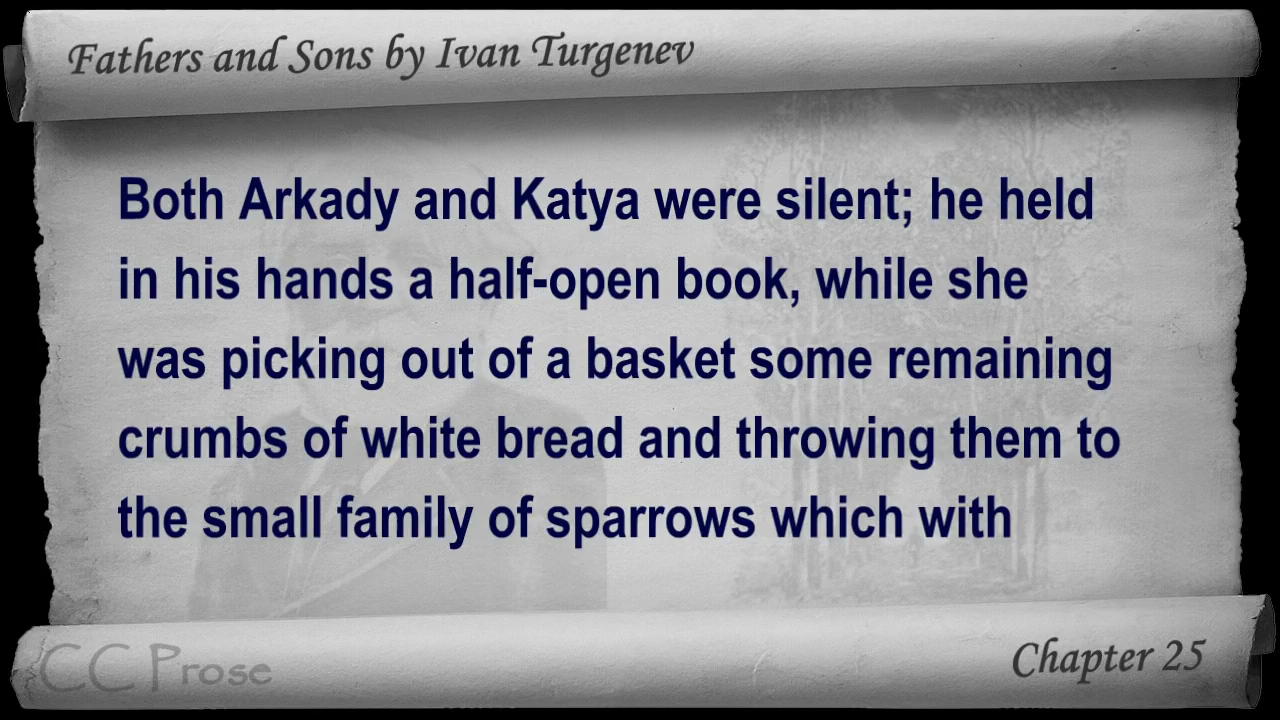 Fathers and Sons by Ivan Turgenev
Both Arkady and Katya were silent; he held
in his hands a half-open book, while she
was picking out of a basket some remaining
crumbs of white bread and throwing them to
the small family of sparrows which with
CC Prose
Chapter 25